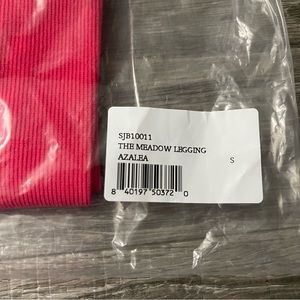 SJB10011
THE MEADOW LEGGING
AZALEA S
8 40197 50372 0